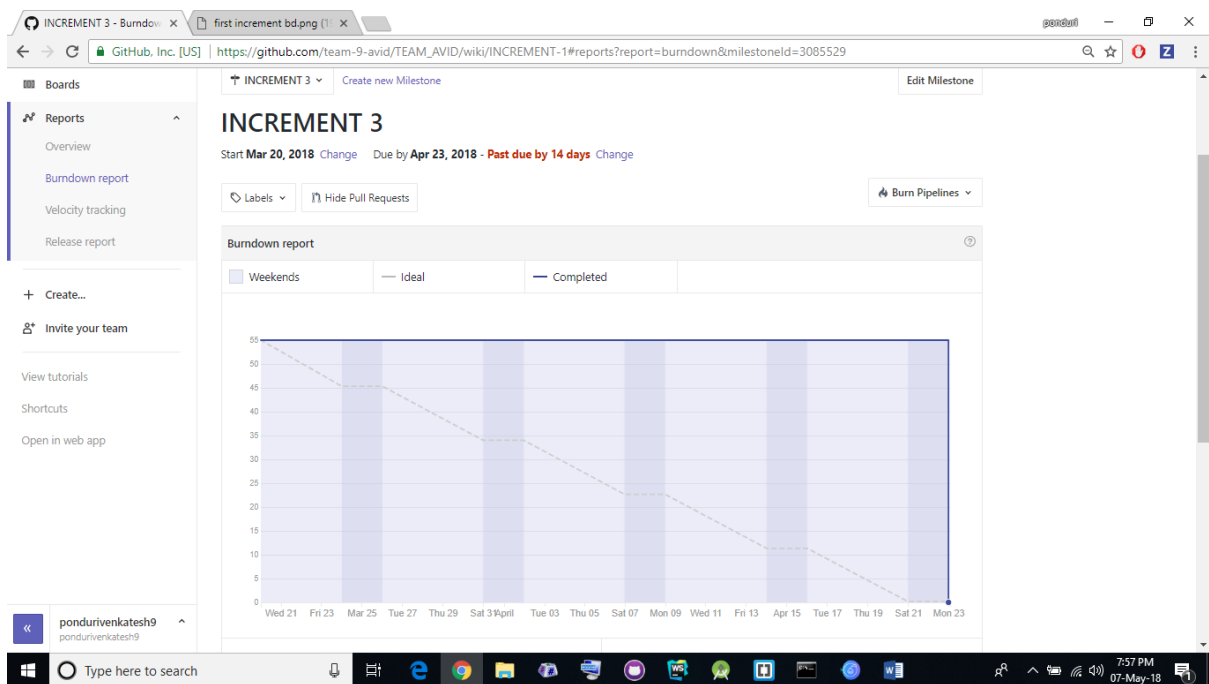 INCREMENT 3 - Burndow
first increment bd.png (1
ponduri
GitHub, Inc. [US] https://github.com/team-9-avid/TEAM_AVID/wiki/INCREMENT-1#reports?report=burndown&milestoneId=3085529
Boards
INCREMENT 3 Create new Milestone Edit Milestone
Reports
INCREMENT 3
Overview
Start Mar 20, 2018 Change Due by Apr 23, 2018 - Past due by 14 days Change
Burndown report
Labels Hide Pull Requests Burn Pipelines
Velocity tracking
Release report
Burndown report
Weekends Ideal Completed
Create...
Invite your team
View tutorials
Shortcuts
Open in web app
55
50
45
40
35
30
25
20
15
10
5
0
Wed 21 Fri 23 Mar 25 Tue 27 Thu 29 Sat 31 April Tue 03 Thu 05 Sat 07 Mon 09 Wed 11 Fri 13 Apr 15 Tue 17 Thu 19 Sat 21 Mon 23
pondurivenkatesh9
pondurivenkatesh9
Type here to search
7:57 PM
07-May-18